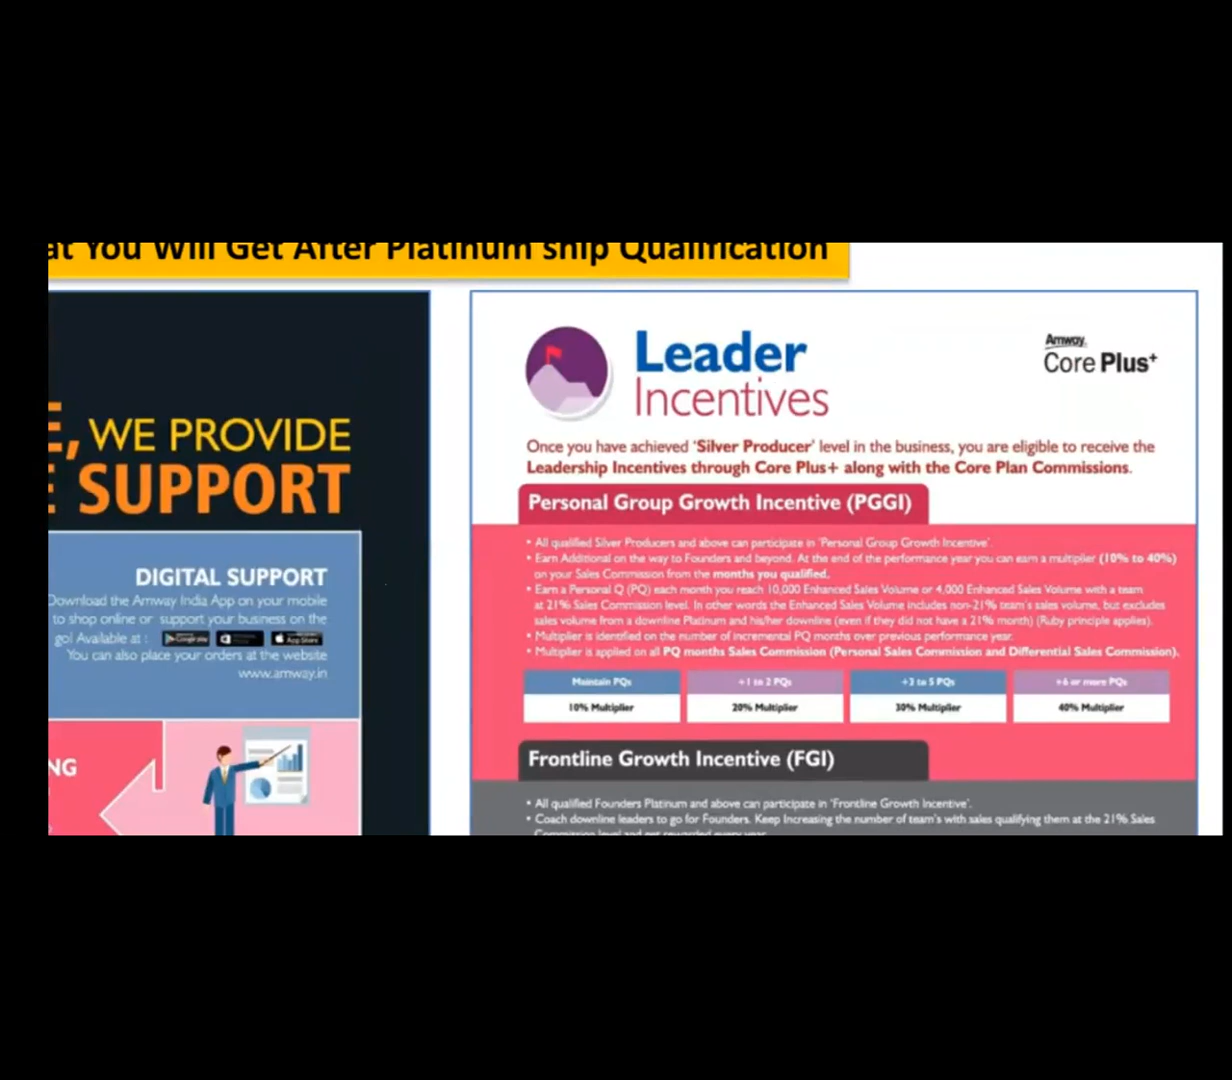 at You Will Get After Platinum ship Qualification
E, WE PROVIDE
E SUPPORT
DIGITAL SUPPORT
Download the Amway India App on your mobile
to shop online or support your business on the
go! Available at :
Google play
App Store
You can also place your orders at the website
www.amway.in
NG
Leader
Incentives
Amway
Core Plus+
Once you have achieved 'Silver Producer' level in the business, you are eligible to receive the
Leadership Incentives through Core Plus+ along with the Core Plan Commissions.
Personal Group Growth Incentive (PGGI)
• All qualified Silver Producers and above can participate in 'Personal Group Growth Incentive'.
• Earn Additional on the way to Founders and beyond. At the end of the performance year you can earn a multiplier (10% to 40%)
on your Sales Commission from the months you qualified.
• Earn a Personal Q (PQ) each month you reach 10,000 Enhanced Sales Volume or 4,000 Enhanced Sales Volume with a team
at 21% Sales Commission level. In other words the Enhanced Sales Volume includes non-21% team's sales volume, but excludes
sales volume from a downline Platinum and his/her downline (even if they did not have a 21% month) (Ruby principle applies).
• Multiplier is identified on the number of incremental PQ months over previous performance year.
• Multiplier is applied on all PQ months Sales Commission (Personal Sales Commission and Differential Sales Commission).
Maintain PQs +1 to 2 PQs +3 to 5 PQs +6 or more PQs
10% Multiplier 20% Multiplier 30% Multiplier 40% Multiplier
Frontline Growth Incentive (FGI)
• All qualified Founders Platinum and above can participate in 'Frontline Growth Incentive'.
• Coach downline leaders to go for Founders. Keep Increasing the number of team's with sales qualifying them at the 21% Sales
Commission level and get rewarded every year